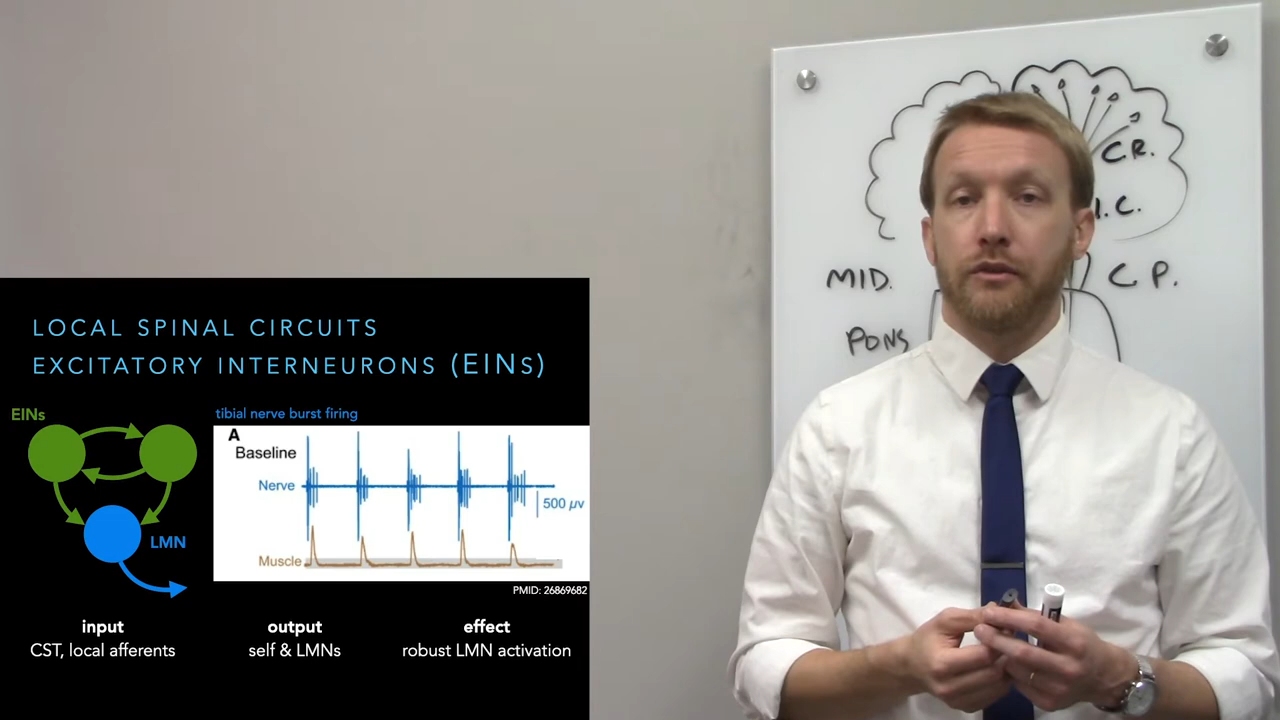 LOCAL SPINAL CIRCUITS
EXCITATORY INTERNEURONS (EINs)
EINs
LMN
tibial nerve burst firing
A
Baseline
Nerve
500 μv
Muscle
PMID: 26869682
input
CST, local afferents
output
self & LMNs
effect
robust LMN activation
C.R.
I.C.
MID.
C.P.
PONS